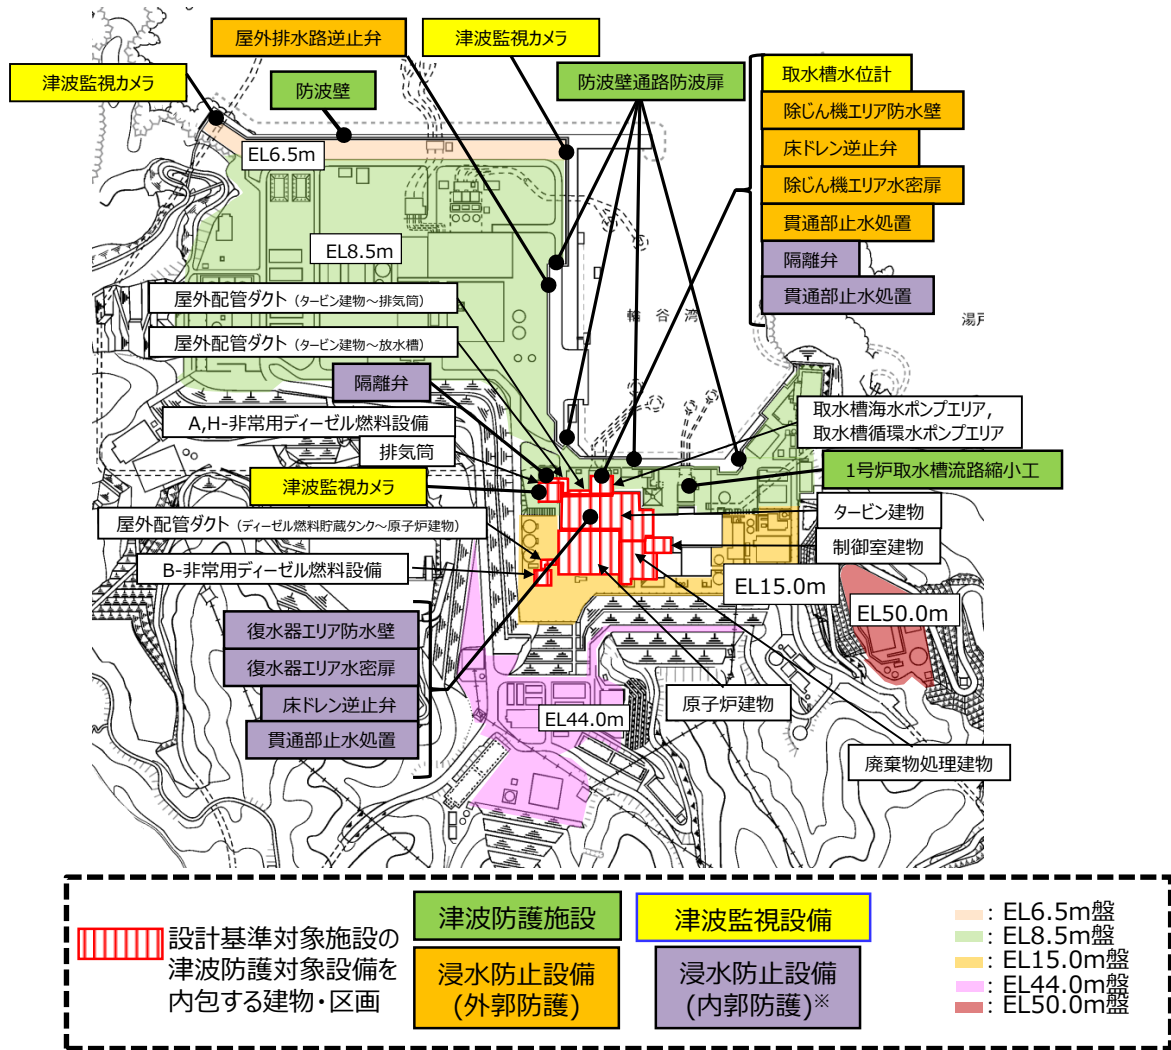 屋外排水路逆止弁
津波監視カメラ
津波監視カメラ
防波壁
防波壁通路防波扉
取水槽水位計
除じん機エリア防水壁
床ドレン逆止弁
除じん機エリア水密扉
貫通部止水処置
隔離弁
貫通部止水処置
EL6.5m
EL8.5m
輪谷湾
屋外配管ダクト（タービン建物～排気筒）
屋外配管ダクト（タービン建物～放水槽）
隔離弁
A,H-非常用ディーゼル燃料設備
排気筒
津波監視カメラ
屋外配管ダクト（ディーゼル燃料貯蔵タンク～原子炉建物）
B-非常用ディーゼル燃料設備
取水槽海水ポンプエリア,
取水槽循環水ポンプエリア
1号炉取水槽流路縮小工
タービン建物
制御室建物
EL15.0m
EL50.0m
復水器エリア防水壁
復水器エリア水密扉
床ドレン逆止弁
貫通部止水処置
EL44.0m
原子炉建物
廃棄物処理建物
設計基準対象施設の
津波防護対象設備を
内包する建物・区画
津波防護施設
津波監視設備
浸水防止設備
(外郭防護)
浸水防止設備
(内郭防護)※
：EL6.5m盤
：EL8.5m盤
：EL15.0m盤
：EL44.0m盤
：EL50.0m盤